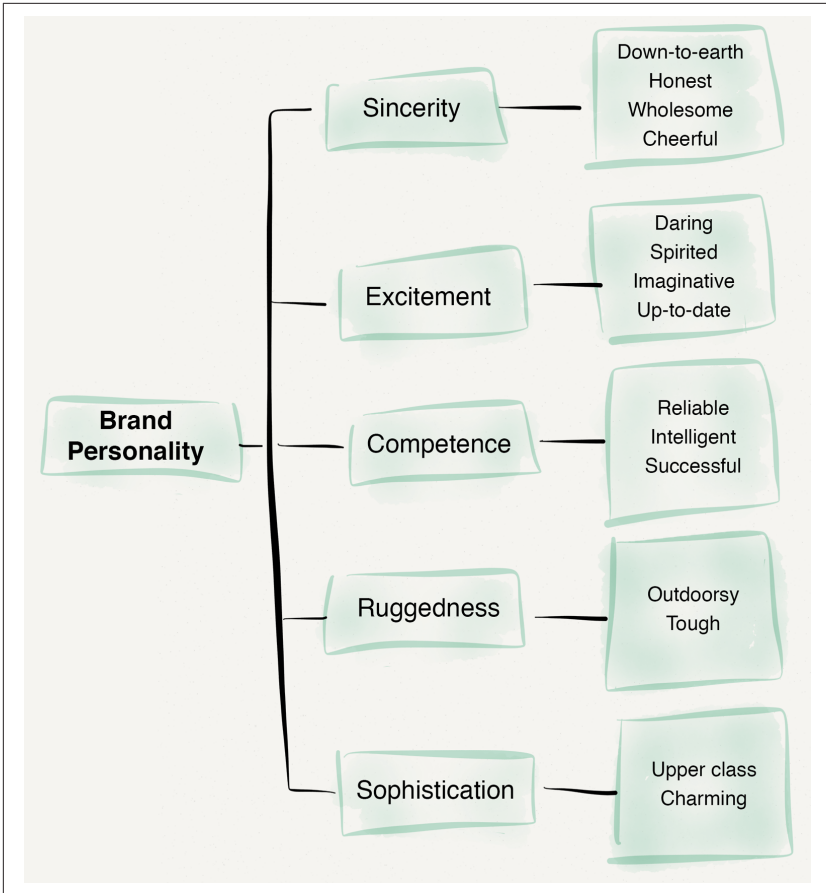 Brand
Personality
Sincerity
Down-to-earth
Honest
Wholesome
Cheerful
Excitement
Daring
Spirited
Imaginative
Up-to-date
Competence
Reliable
Intelligent
Successful
Ruggedness
Outdoorsy
Tough
Sophistication
Upper class
Charming